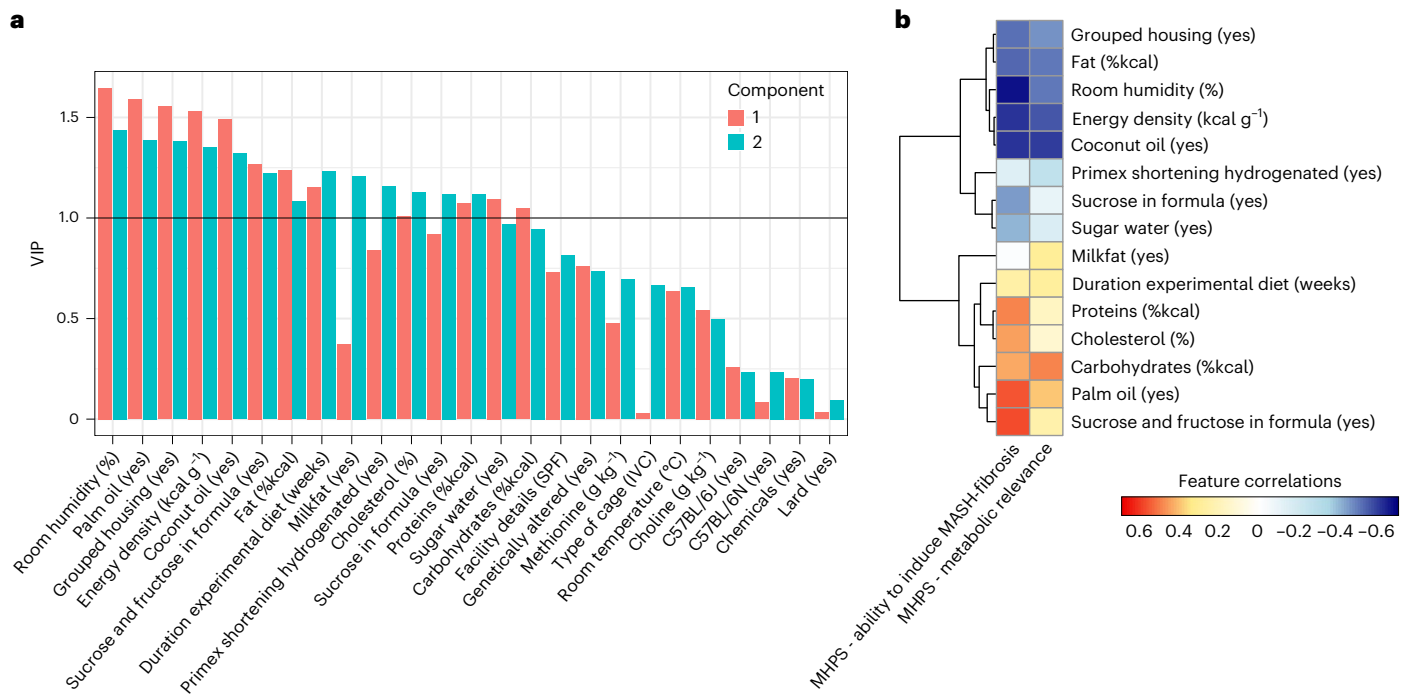 a
VIP
1.5
1.0
0.5
0
Component
1
2
Room humidity (%)
Palm oil (yes)
Grouped housing (yes)
Energy density (kcal g⁻¹)
Coconut oil (yes)
Sucrose and fructose in formula (yes)
Fat (%kcal)
Duration experimental diet (weeks)
Milkfat (yes)
Primex shortening hydrogenated (yes)
Cholesterol (%)
Sucrose in formula (yes)
Proteins (%kcal)
Sugar water (yes)
Carbohydrates (%kcal)
Facility details (SPF)
Genetically altered (yes)
Methionine (g kg⁻¹)
Type of cage (IVC)
Room temperature (°C)
Choline (g kg⁻¹)
C57BL/6J (yes)
C57BL/6N (yes)
Chemicals (yes)
Lard (yes)
b
Grouped housing (yes)
Fat (%kcal)
Room humidity (%)
Energy density (kcal g⁻¹)
Coconut oil (yes)
Primex shortening hydrogenated (yes)
Sucrose in formula (yes)
Sugar water (yes)
Milkfat (yes)
Duration experimental diet (weeks)
Proteins (%kcal)
Cholesterol (%)
Carbohydrates (%kcal)
Palm oil (yes)
Sucrose and fructose in formula (yes)
MHPS - ability to induce MASH-fibrosis
MHPS - metabolic relevance
Feature correlations
0.6 0.4 0.2 0 −0.2 −0.4 −0.6